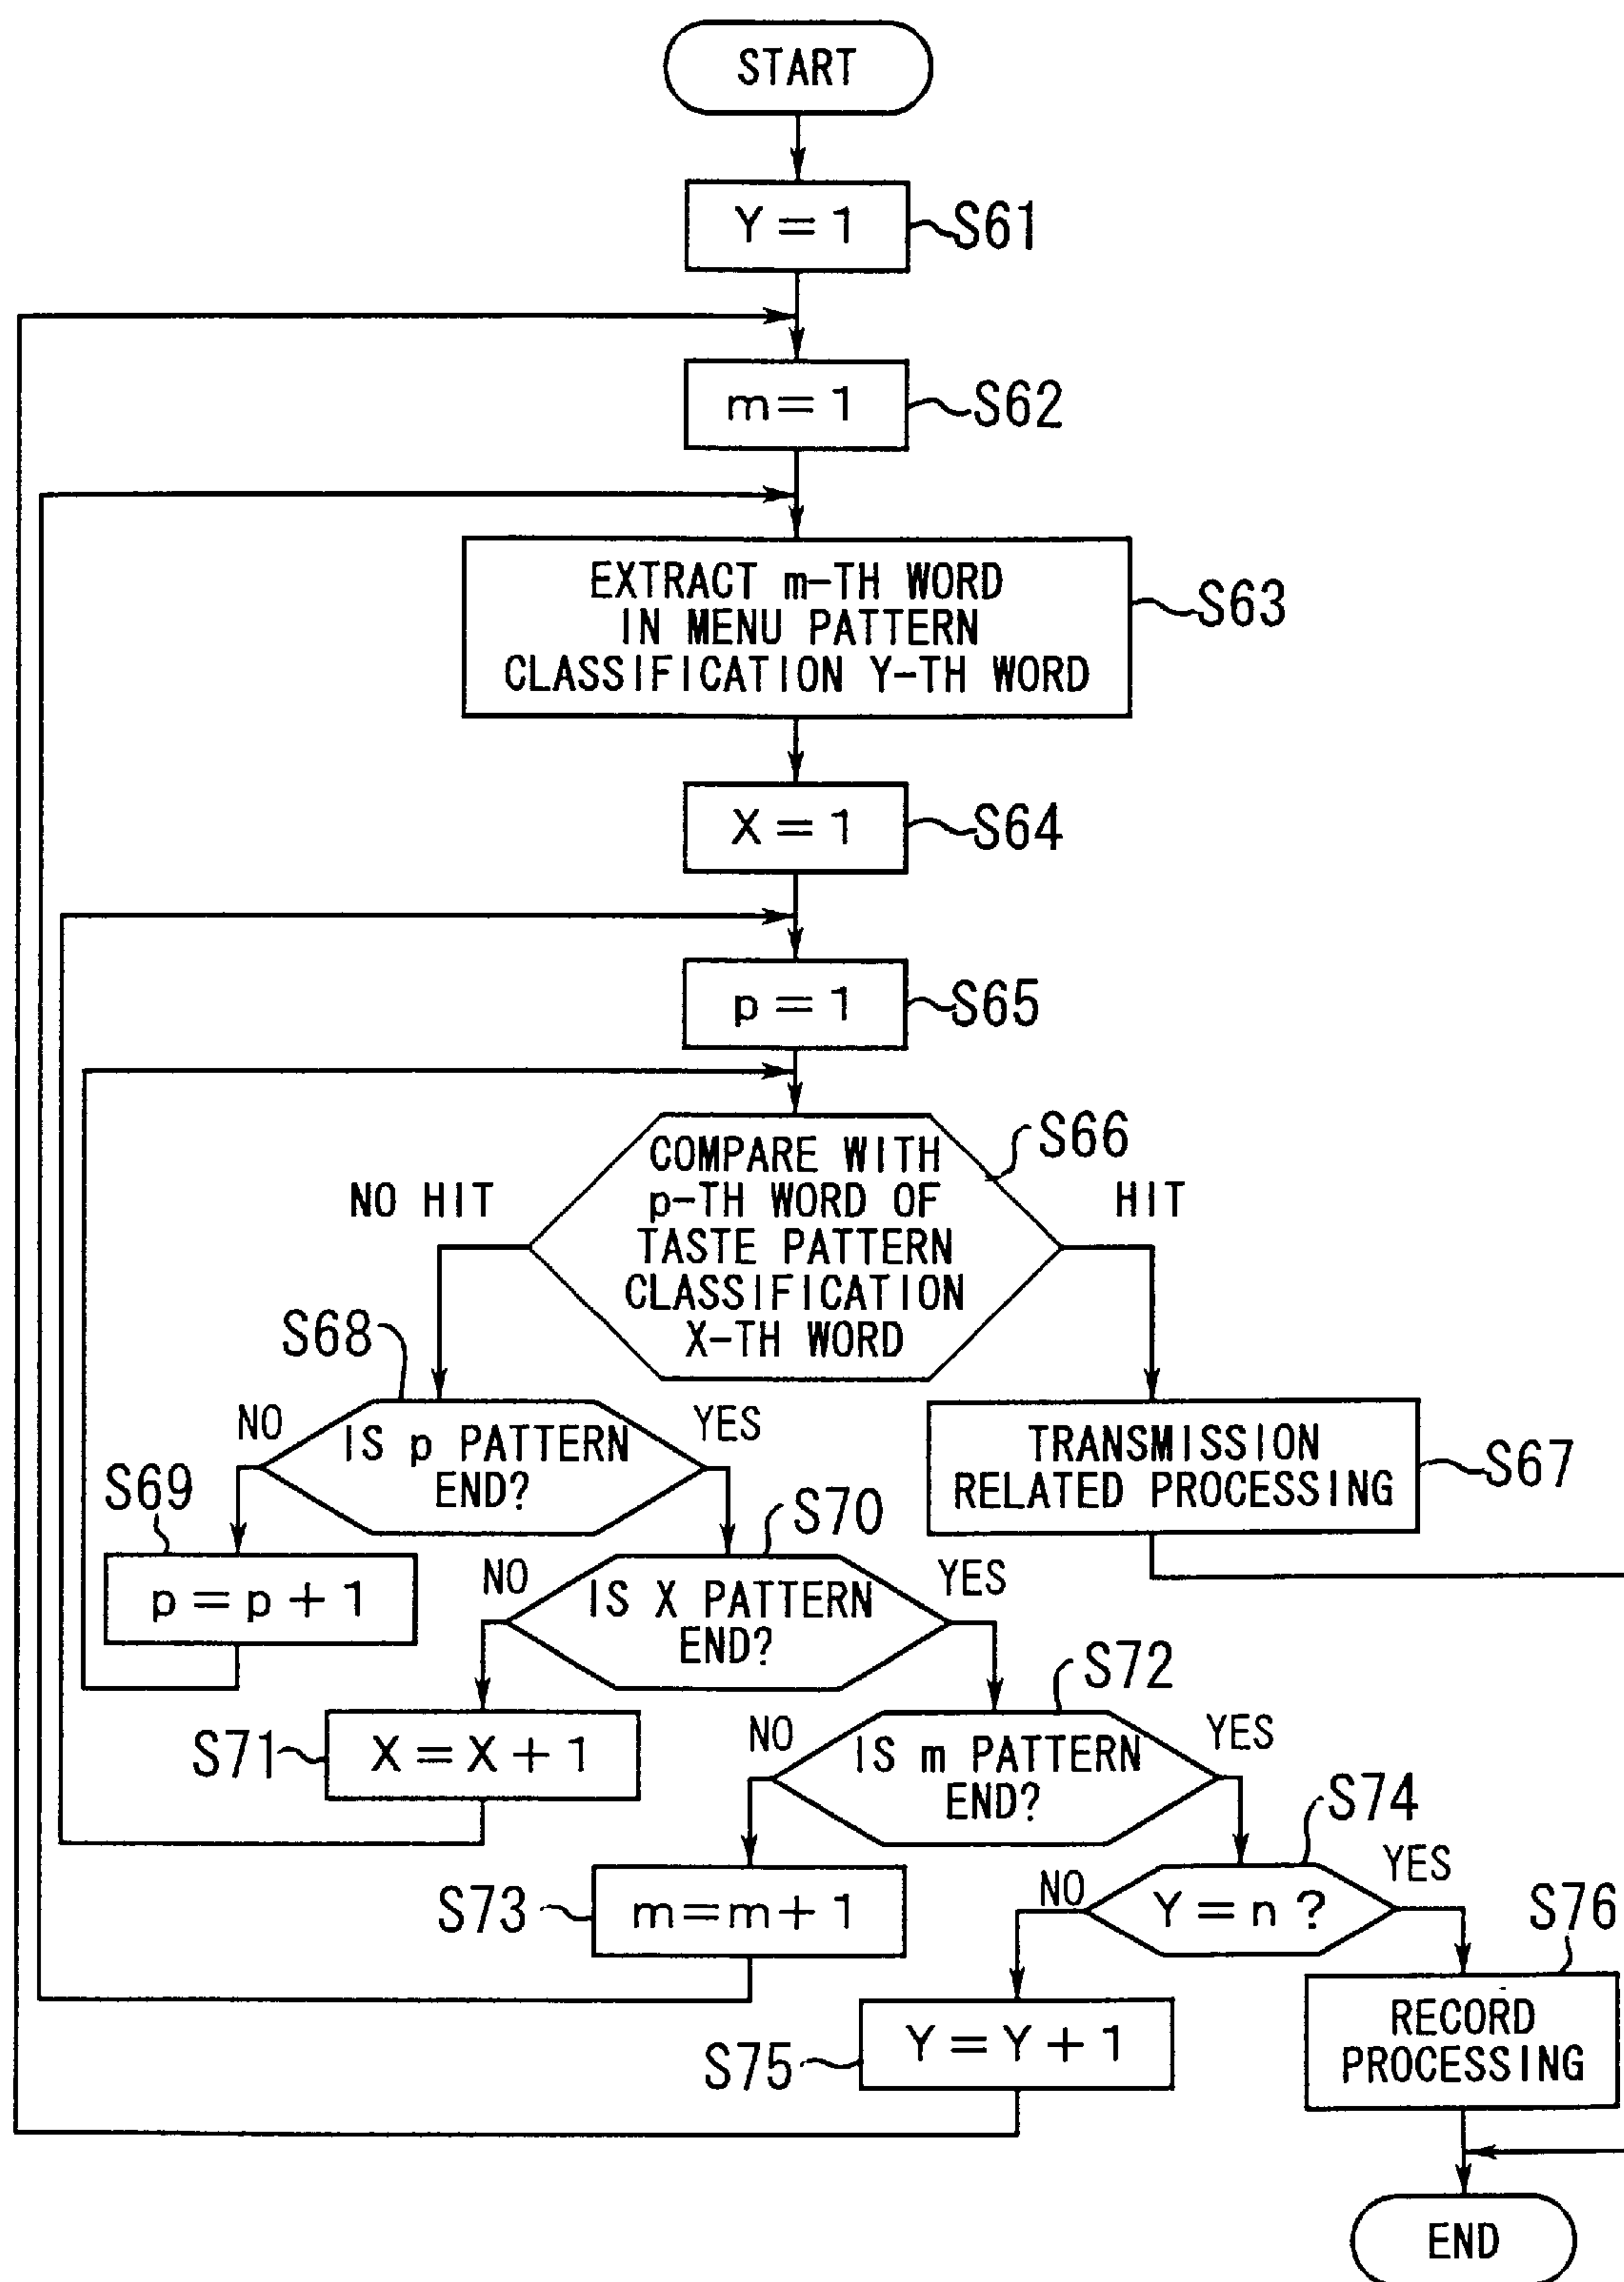 START
Y=1
S61
m=1
S62
EXTRACT m-TH WORD
IN MENU PATTERN
CLASSIFICATION Y-TH WORD
S63
X=1
S64
p=1
S65
COMPARE WITH
p-TH WORD OF
TASTE PATTERN
CLASSIFICATION
X-TH WORD
S66
NO HIT
HIT
S68
NO
IS p PATTERN
END?
YES
TRANSMISSION
RELATED PROCESSING
S67
S69
p=p+1
S70
NO
IS X PATTERN
END?
YES
S71
X=X+1
S72
NO
IS m PATTERN
END?
YES
S73
m=m+1
S74
NO
Y=n?
YES
S75
Y=Y+1
S76
RECORD
PROCESSING
END